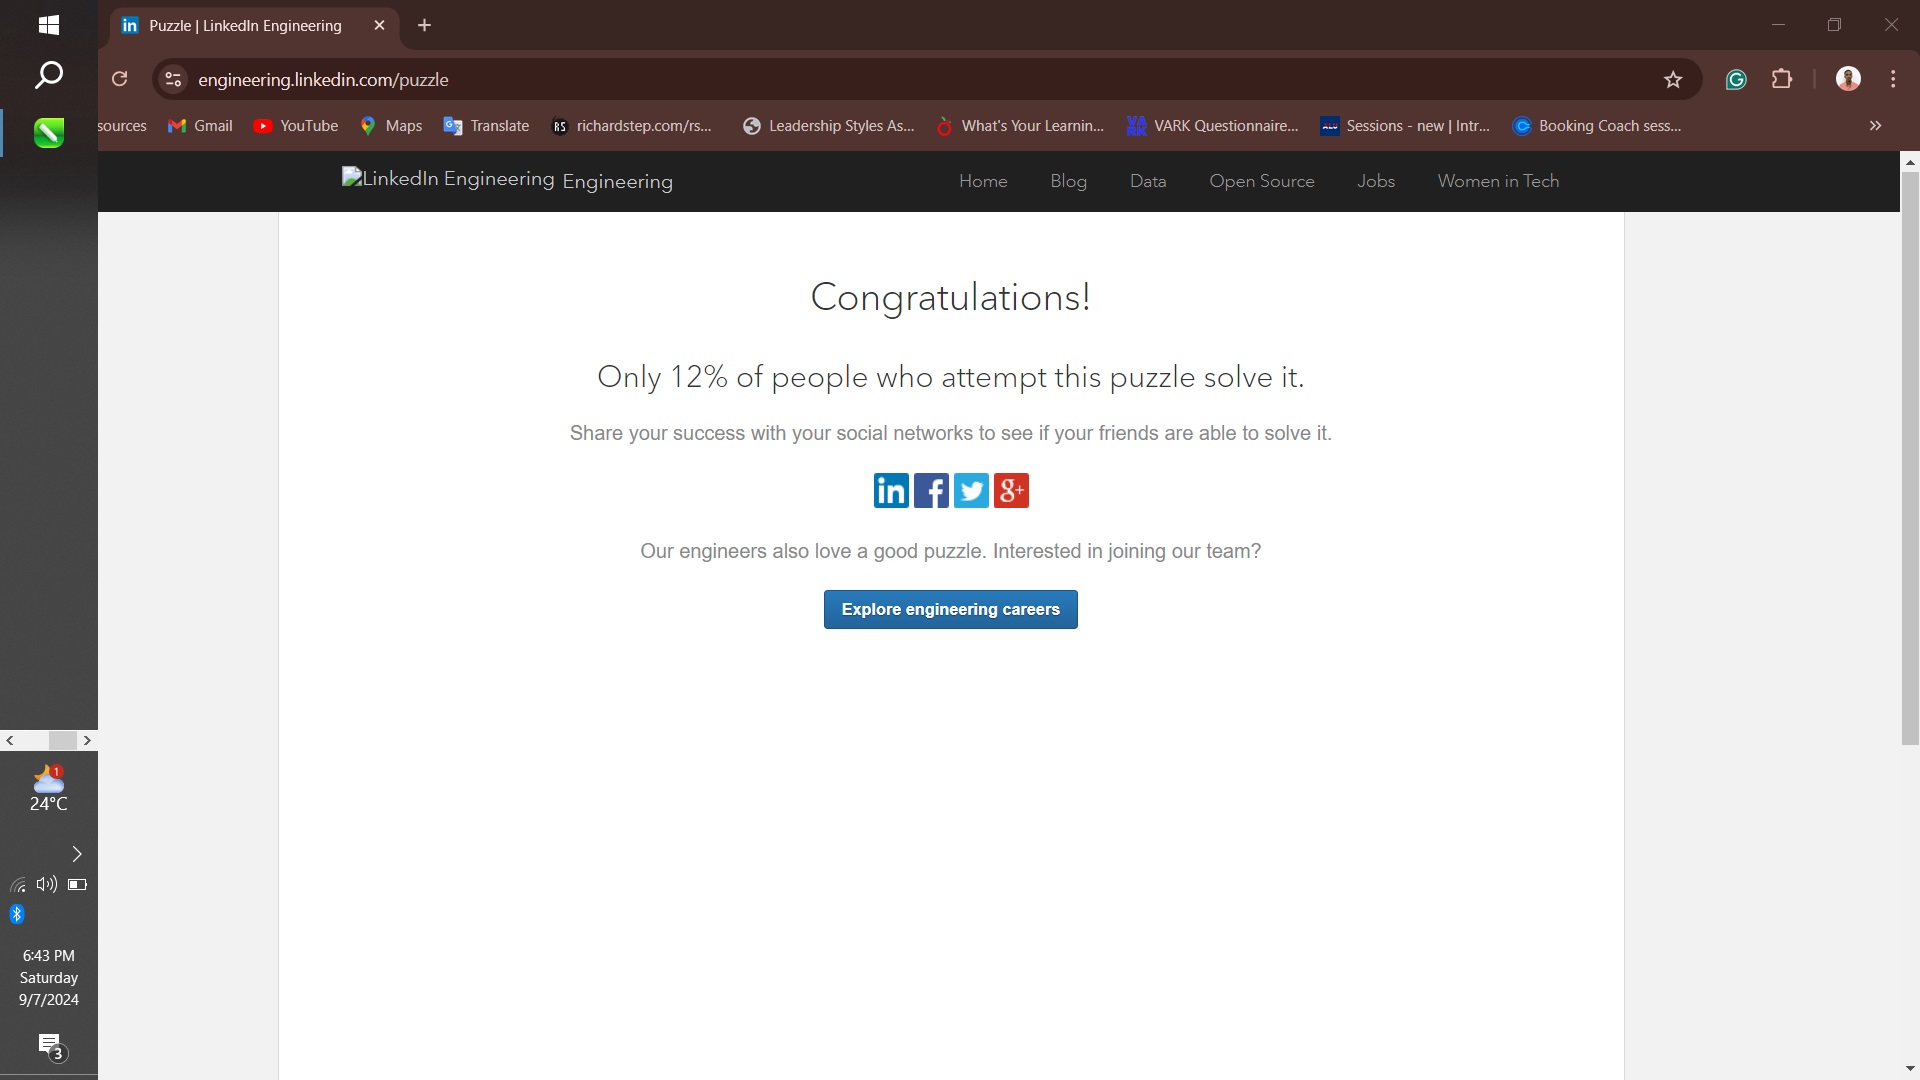 Puzzle | LinkedIn Engineering
engineering.linkedin.com/puzzle
sources Gmail YouTube Maps Translate richardstep.com/rs... Leadership Styles As... What's Your Learnin... VARK Questionnaire... Sessions - new | Intr... Booking Coach sess...
LinkedIn Engineering Engineering Home Blog Data Open Source Jobs Women in Tech
Congratulations!
Only 12% of people who attempt this puzzle solve it.
Share your success with your social networks to see if your friends are able to solve it.
in f g+
Our engineers also love a good puzzle. Interested in joining our team?
Explore engineering careers
1
24°C
6:43 PM
Saturday
9/7/2024
3